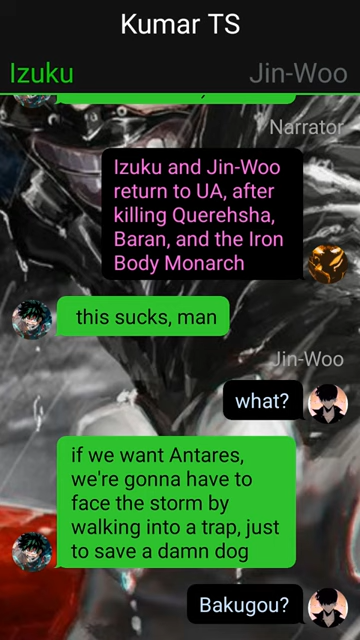 Kumar TS
Izuku Jin-Woo
Narrator
Izuku and Jin-Woo
return to UA, after
killing Querehsha,
Baran, and the Iron
Body Monarch
this sucks, man
Jin-Woo
what?
if we want Antares,
we're gonna have to
face the storm by
walking into a trap, just
to save a damn dog
Bakugou?